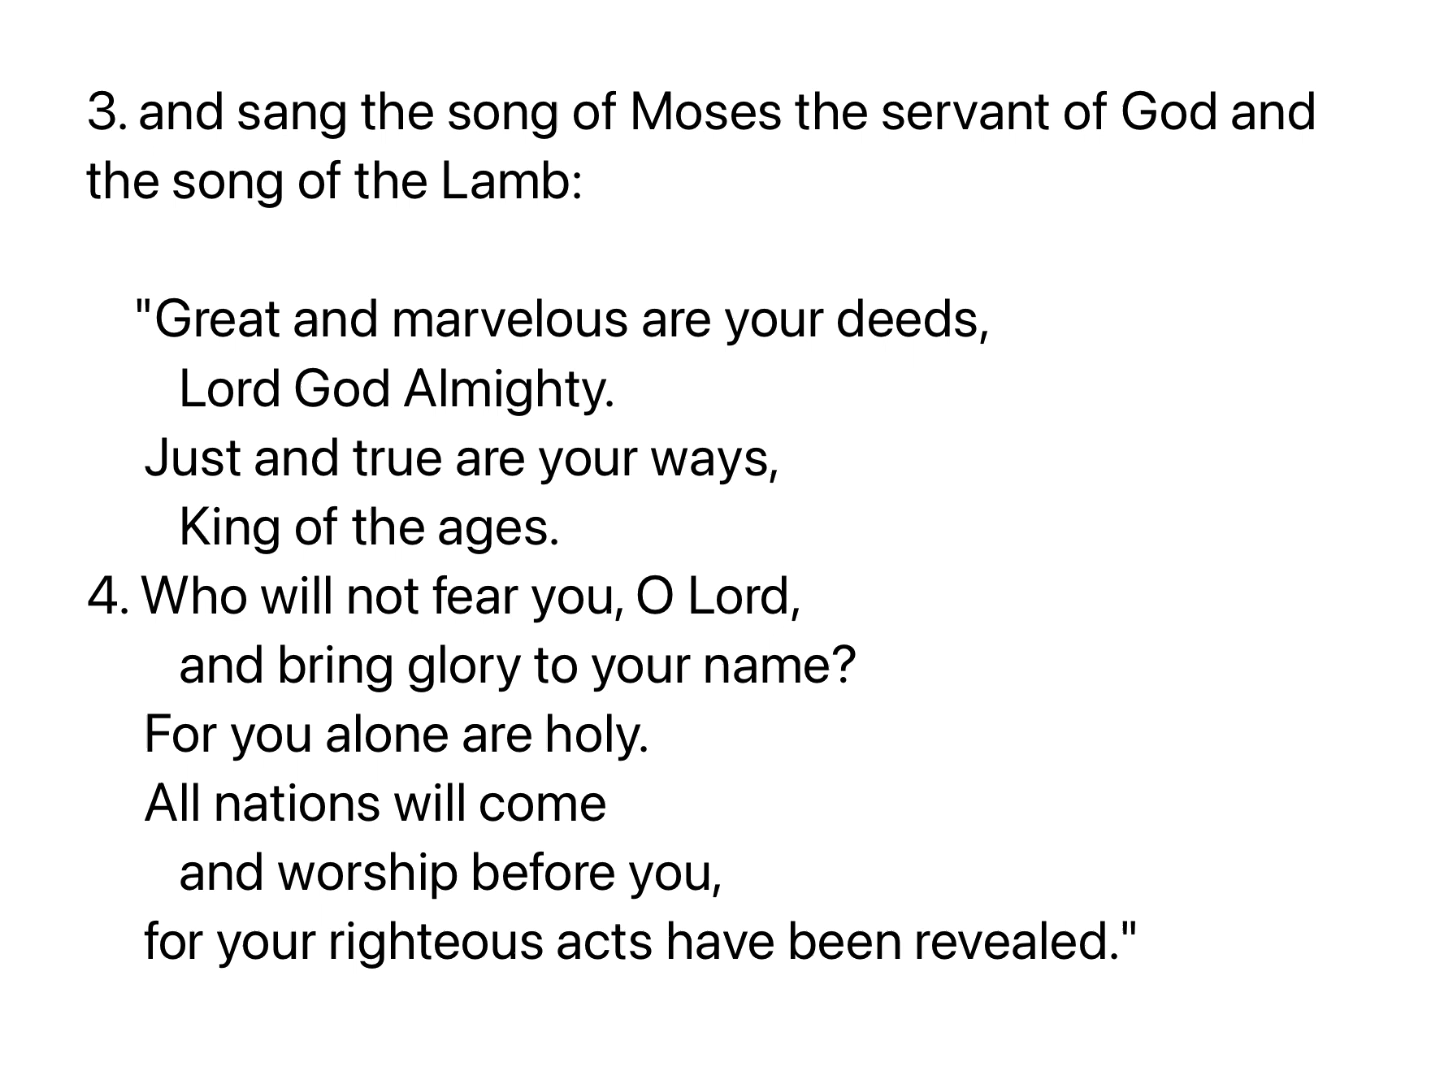 3. and sang the song of Moses the servant of God and
the song of the Lamb:
"Great and marvelous are your deeds,
Lord God Almighty.
Just and true are your ways,
King of the ages.
4. Who will not fear you, O Lord,
and bring glory to your name?
For you alone are holy.
All nations will come
and worship before you,
for your righteous acts have been revealed."